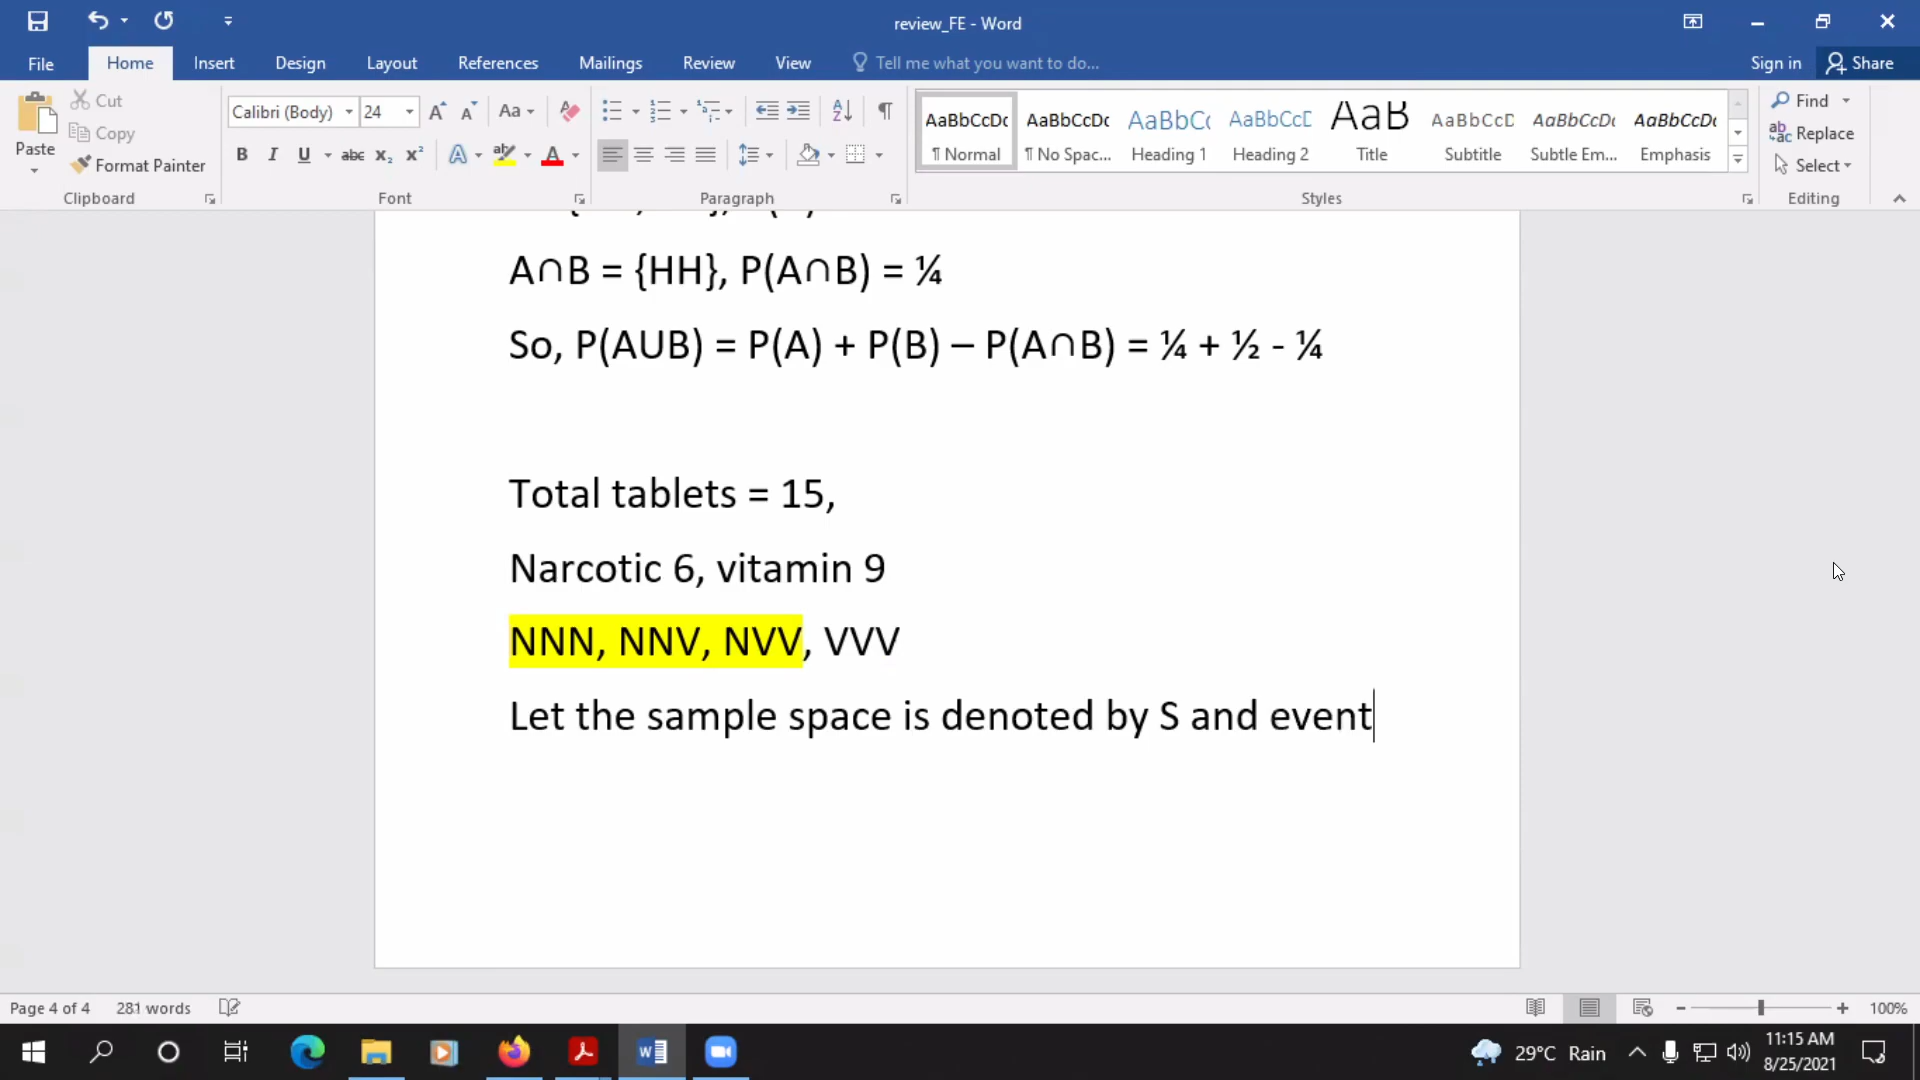 review_FE - Word
File Home Insert Design Layout References Mailings Review View Tell me what you want to do... Sign in Share
Paste Cut Copy Format Painter Clipboard
Calibri (Body) 24 Aa
B I U abc X₂ X² A A Font
Paragraph
AaBbCcDc AaBbCcDc AaBbCc AaBbCcD AaB AaBbCcD AaBbCcDc AaBbCcDc
¶ Normal ¶ No Spac... Heading 1 Heading 2 Title Subtitle Subtle Em... Emphasis
Styles
Find
Replace
Select
Editing
A∩B = {HH}, P(A∩B) = ¼
So, P(AUB) = P(A) + P(B) – P(A∩B) = ¼ + ½ - ¼
Total tablets = 15,
Narcotic 6, vitamin 9
NNN, NNV, NVV, VVV
Let the sample space is denoted by S and event
Page 4 of 4 281 words 100%
29°C Rain 11:15 AM
8/25/2021